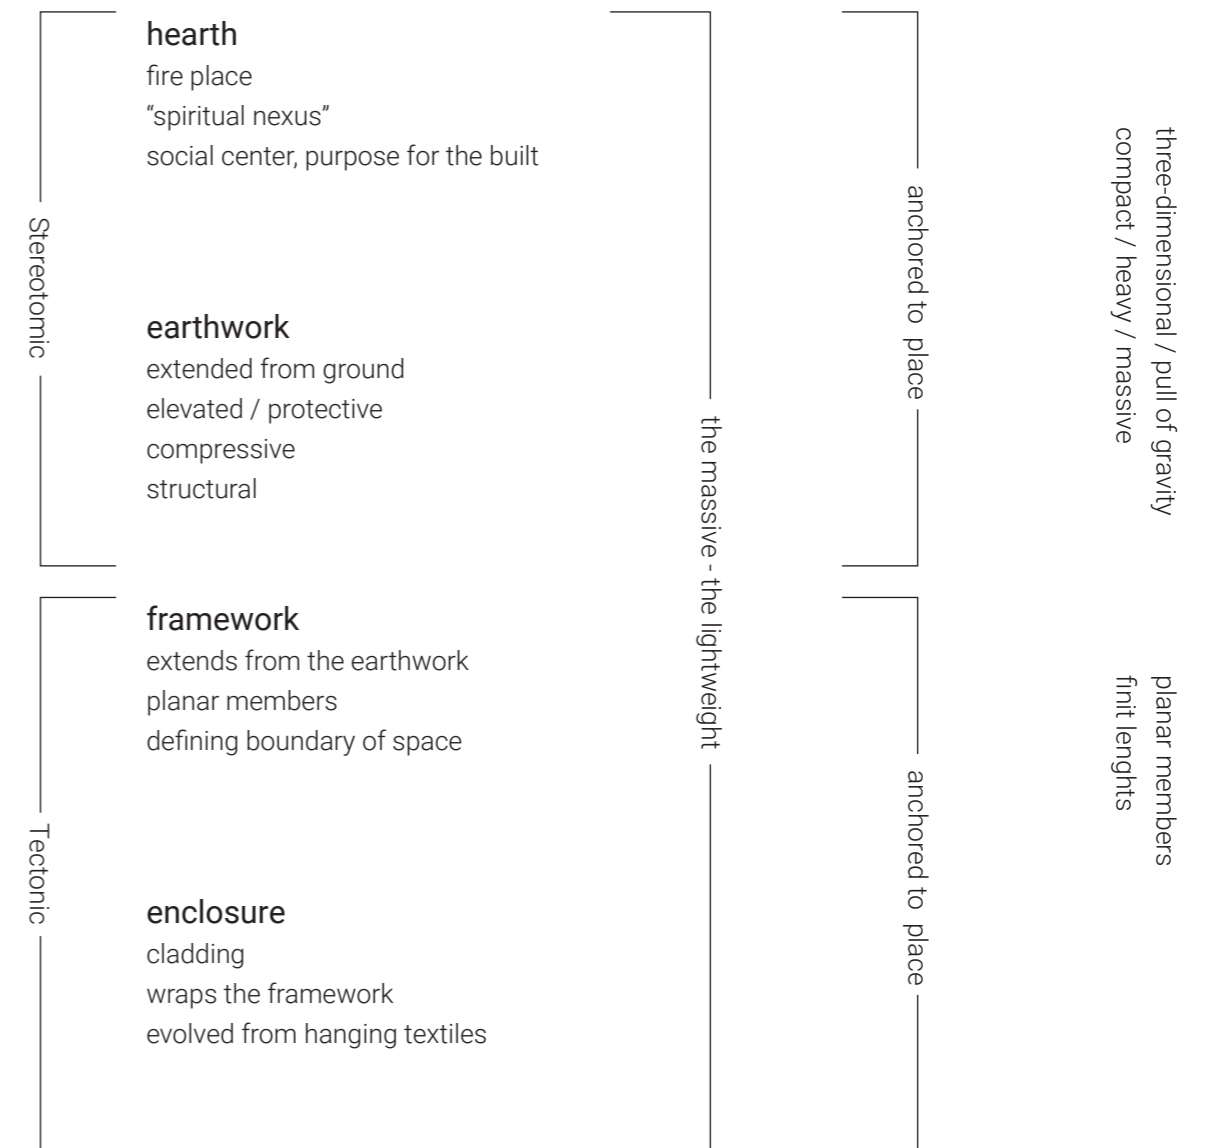 hearth
fire place
“spiritual nexus”
social center, purpose for the built
earthwork
extended from ground
elevated / protective
compressive
structural
Stereotomic
framework
extends from the earthwork
planar members
defining boundary of space
enclosure
cladding
wraps the framework
evolved from hanging textiles
Tectonic
the massive - the lightweight
anchored to place
anchored to place
three-dimensional / pull of gravity
compact / heavy / massive
planar members
finit lenghts